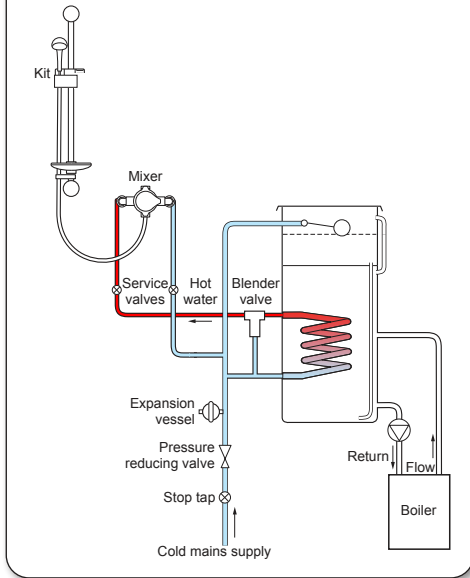 Kit
Mixer
Service
valves
Hot
water
Blender
valve
Expansion
vessel
Pressure
reducing valve
Stop tap
Cold mains supply
Return
Flow
Boiler